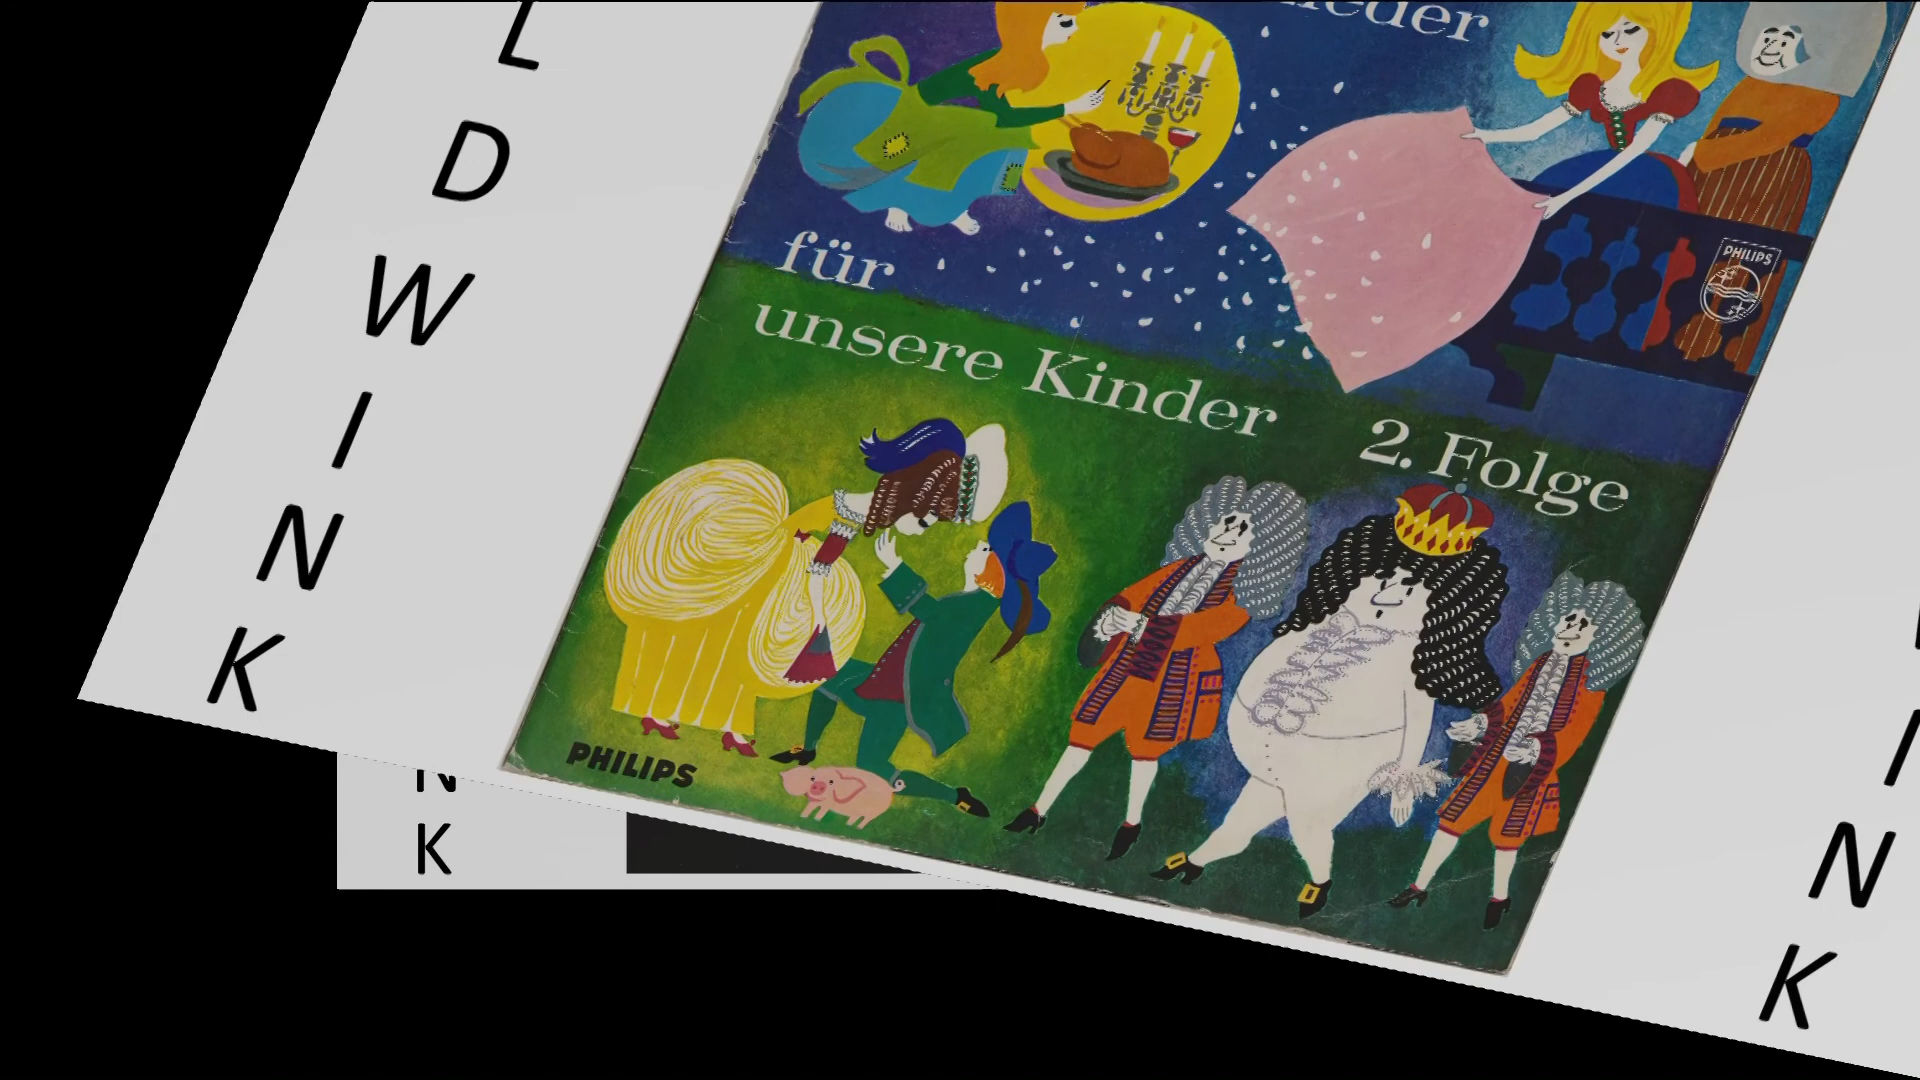 L
D
W
I
N
K
N
K
für
unsere Kinder
2. Folge
PHILIPS
PHILIPS
I
N
K